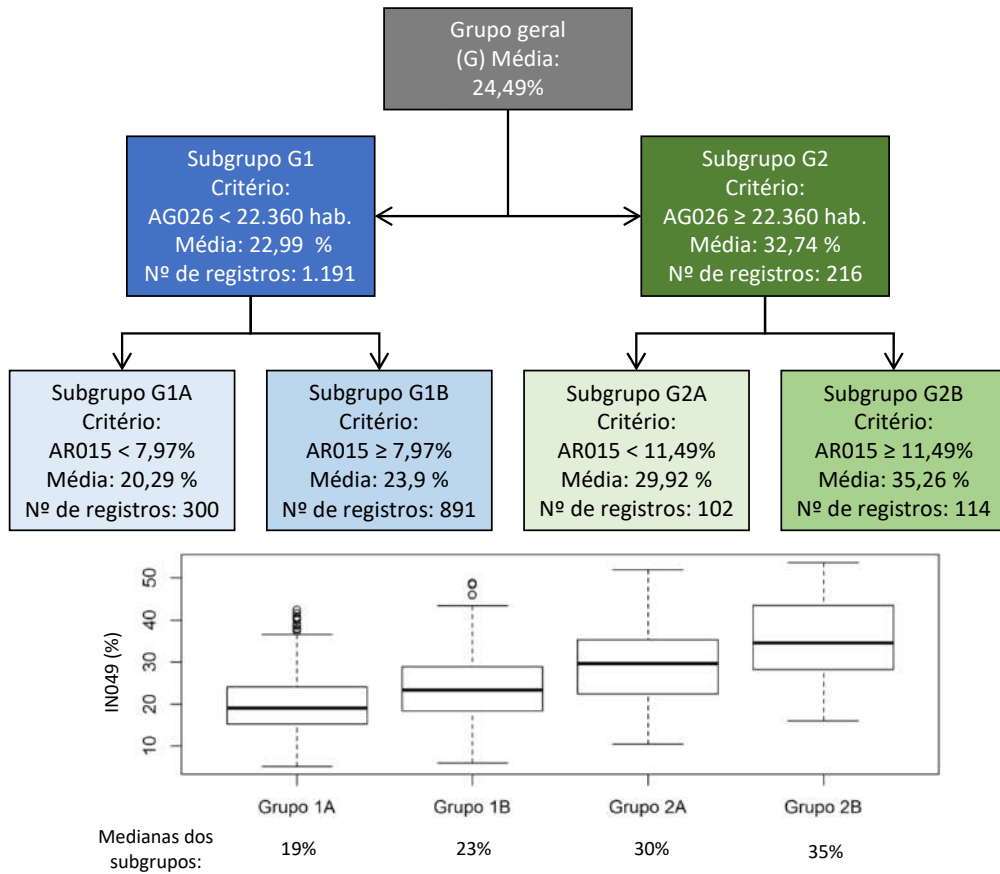 Grupo geral
(G) Média:
24,49%
Subgrupo G1
Critério:
AG026 < 22.360 hab.
Média: 22,99 %
Nº de registros: 1.191
Subgrupo G2
Critério:
AG026 ≥ 22.360 hab.
Média: 32,74 %
Nº de registros: 216
Subgrupo G1A
Critério:
AR015 < 7,97%
Média: 20,29 %
Nº de registros: 300
Subgrupo G1B
Critério:
AR015 ≥ 7,97%
Média: 23,9 %
Nº de registros: 891
Subgrupo G2A
Critério:
AR015 < 11,49%
Média: 29,92 %
Nº de registros: 102
Subgrupo G2B
Critério:
AR015 ≥ 11,49%
Média: 35,26 %
Nº de registros: 114
IN049 (%)
50
40
30
20
10
Grupo 1A
Grupo 1B
Grupo 2A
Grupo 2B
Medianas dos
subgrupos:
19%
23%
30%
35%